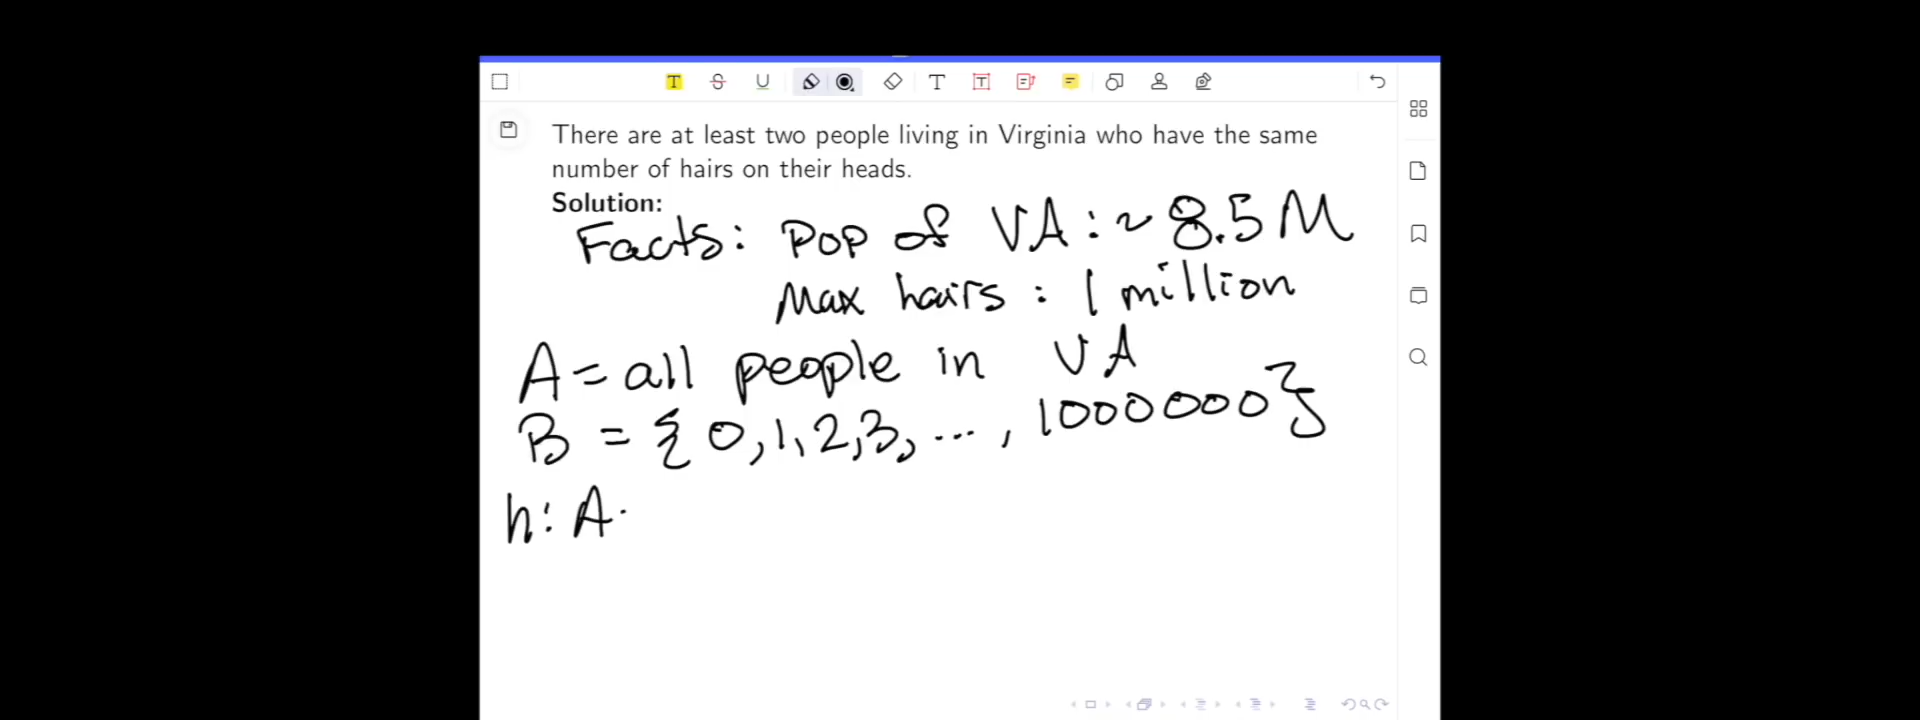 There are at least two people living in Virginia who have the same
number of hairs on their heads.
Solution:
Facts: Pop of VA: ~ 8.5 M
Max hairs : 1 million
A = all people in VA
B = { 0, 1, 2, 3, ... , 1000000 }
h: A